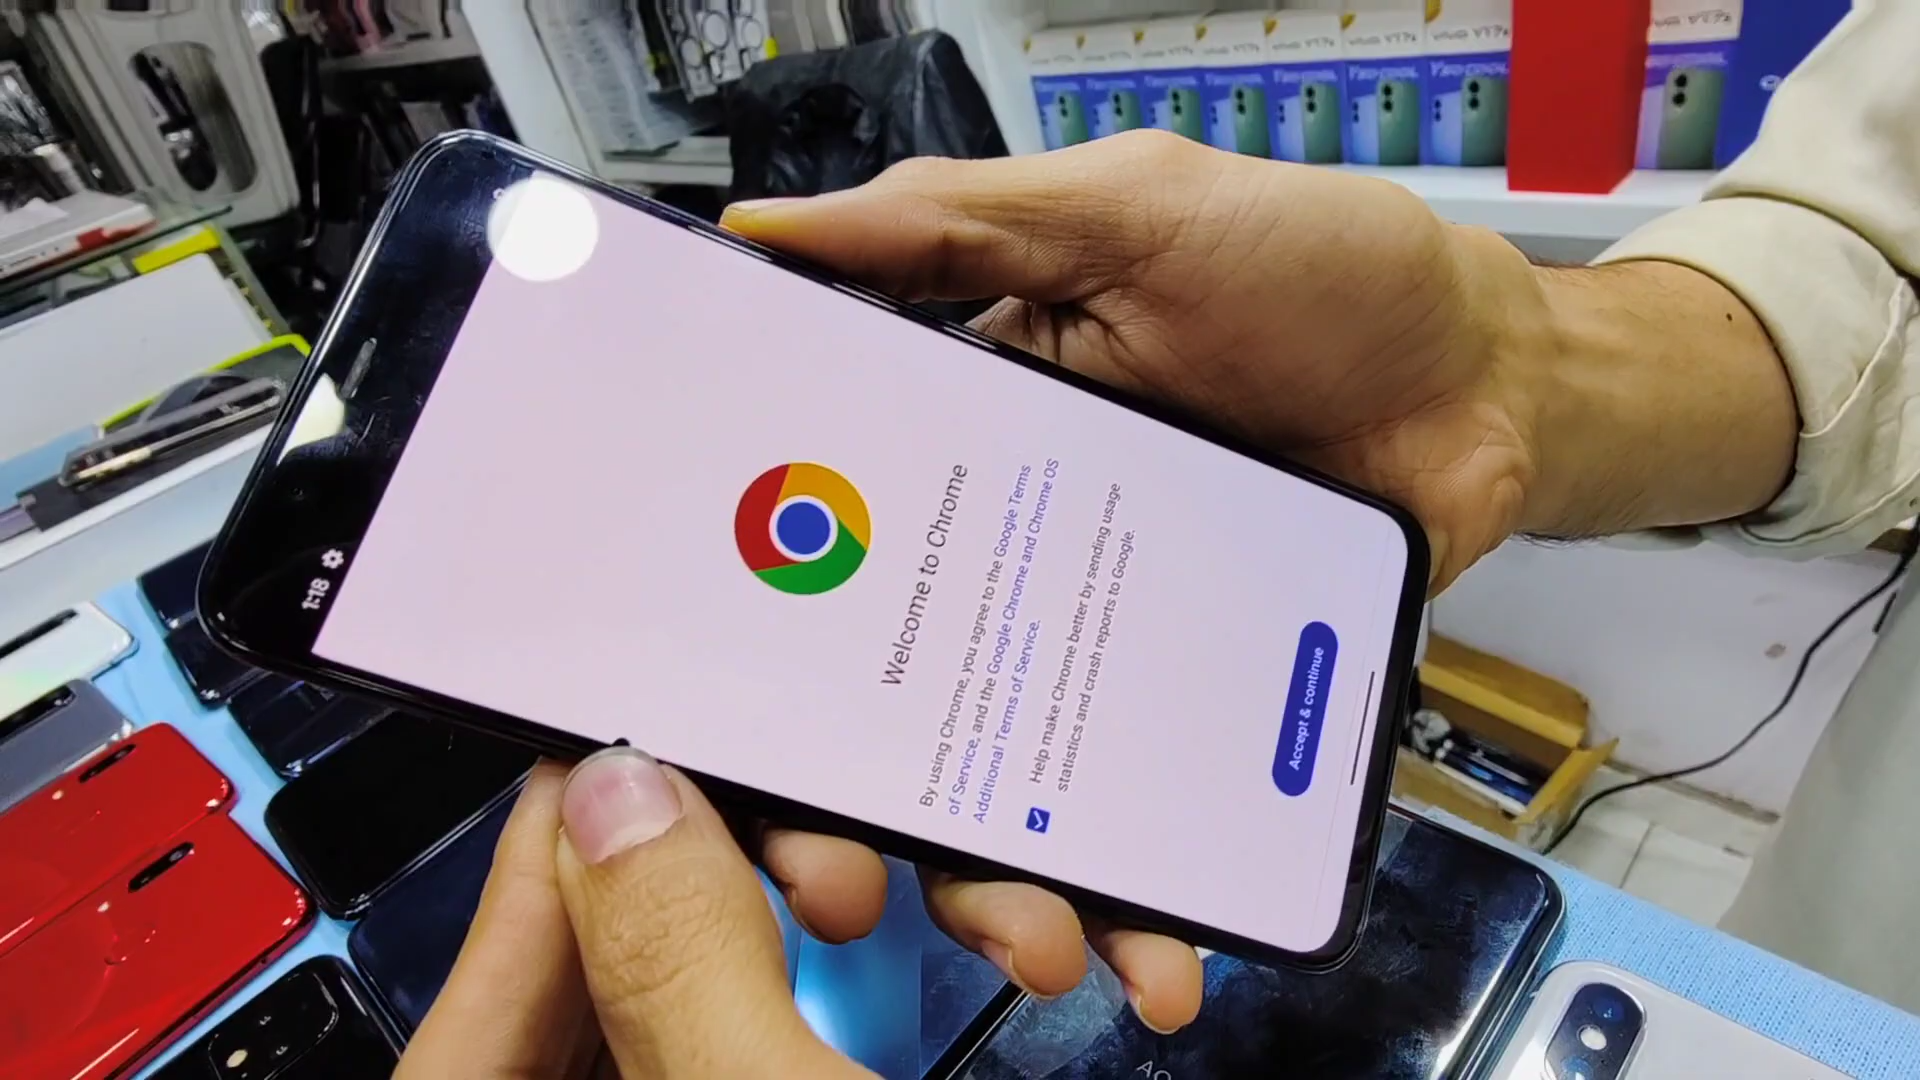 1:18
Welcome to Chrome
By using Chrome, you agree to the Google Terms
of Service, and the Google Chrome and Chrome OS
Additional Terms of Service.
Help make Chrome better by sending usage
statistics and crash reports to Google.
Accept & continue